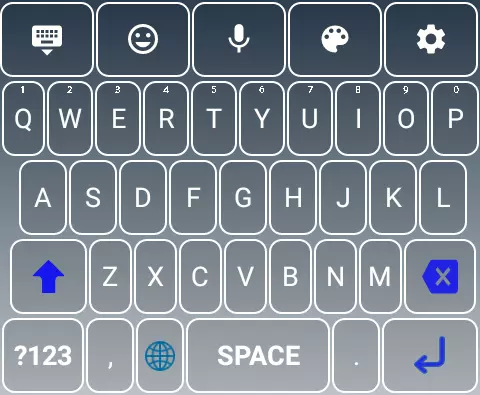 1 2 3 4 5 6 7 8 9 0
Q W E R T Y U I O P
A S D F G H J K L
Z X C V B N M
?123 , SPACE .